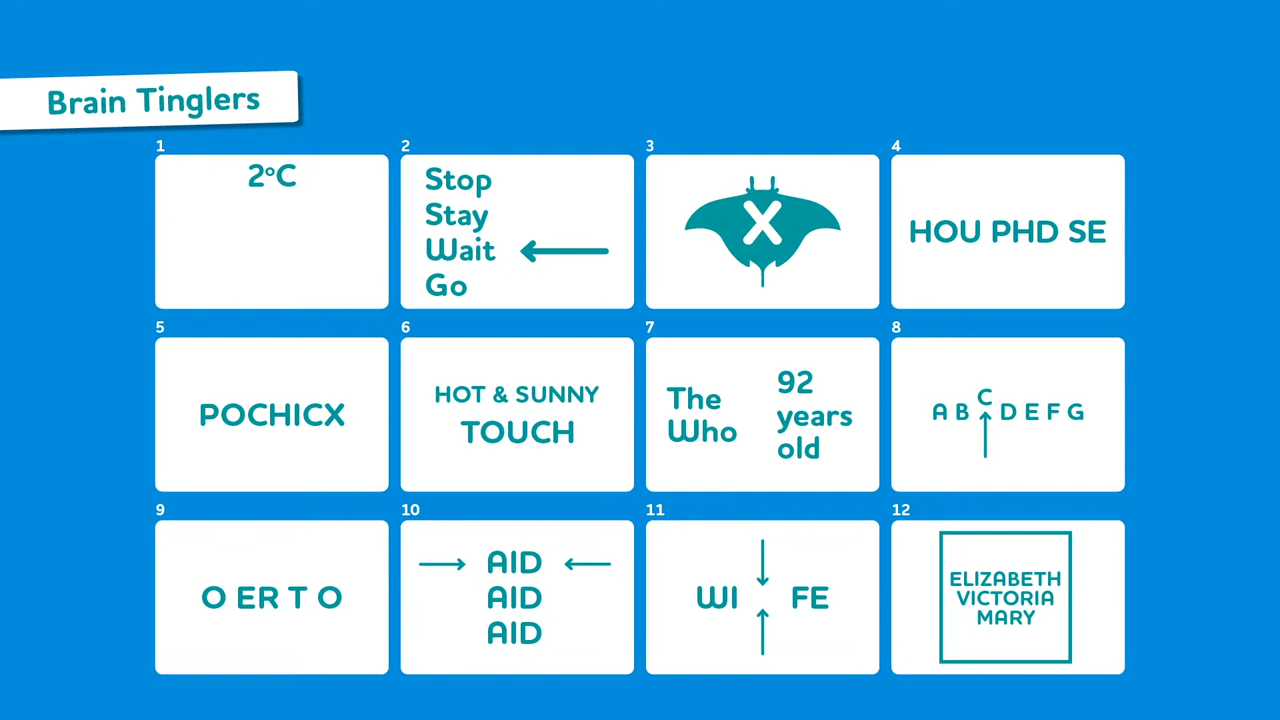 Brain Tinglers
1
2°C
2
Stop
Stay
Wait
Go
3
X
4
HOU PHD SE
5
POCHICX
6
HOT & SUNNY
TOUCH
7
The
Who
92
years
old
8
A B C D E F G
9
O ER T O
10
AID
AID
AID
11
WI FE
12
ELIZABETH
VICTORIA
MARY